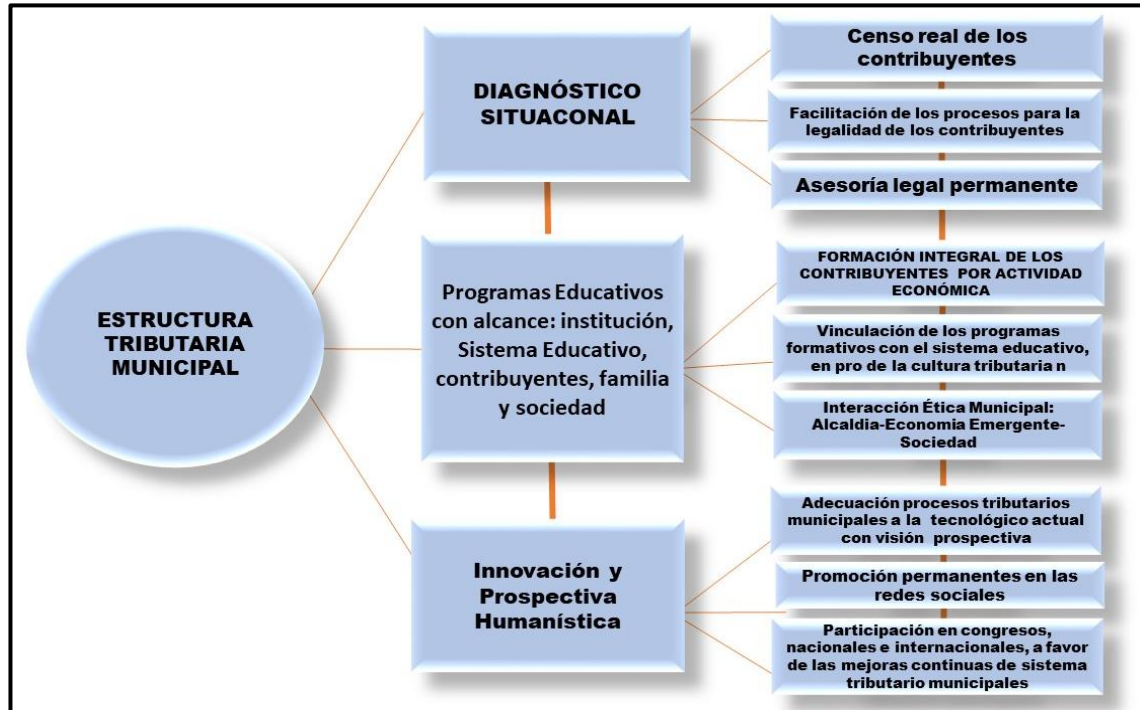 ESTRUCTURA
TRIBUTARIA
MUNICIPAL
DIAGNÓSTICO
SITUACONAL
Censo real de los
contribuyentes
Facilitación de los procesos para la
legalidad de los contribuyentes
Asesoría legal permanente
Programas Educativos
con alcance: institución,
Sistema Educativo,
contribuyentes, familia
y sociedad
FORMACIÓN INTEGRAL DE LOS
CONTRIBUYENTES POR ACTIVIDAD
ECONÓMICA
Vinculación de los programas
formativos con el sistema educativo,
en pro de la cultura tributaria n
Interacción Ética Municipal:
Alcaldia-Economia Emergente-
Sociedad
Innovación y
Prospectiva
Humanística
Adecuación procesos tributarios
municipales a la tecnológico actual
con visión prospectiva
Promoción permanentes en las
redes sociales
Participación en congresos,
nacionales e internacionales, a favor
de las mejoras continuas de sistema
tributario municipales